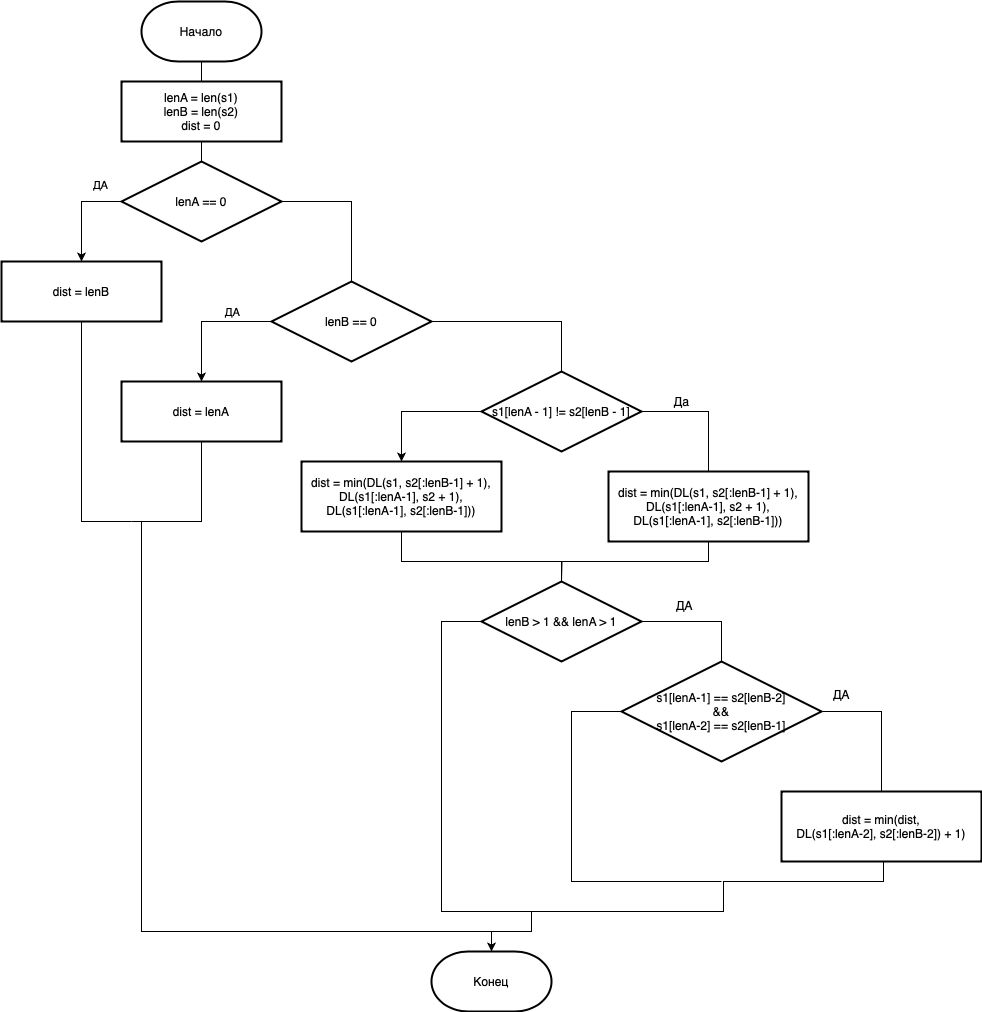 Начало
lenA = len(s1)
lenB = len(s2)
dist = 0
ДА
lenA == 0
dist = lenB
ДА
lenB == 0
dist = lenA
s1[lenA - 1] != s2[lenB - 1]
Да
dist = min(DL(s1, s2[:lenB-1] + 1),
DL(s1[:lenA-1], s2 + 1),
DL(s1[:lenA-1], s2[:lenB-1]))
dist = min(DL(s1, s2[:lenB-1] + 1),
DL(s1[:lenA-1], s2 + 1),
DL(s1[:lenA-1], s2[:lenB-1]))
lenB > 1 && lenA > 1
ДА
s1[lenA-1] == s2[lenB-2]
&&
s1[lenA-2] == s2[lenB-1]
ДА
dist = min(dist,
DL(s1[:lenA-2], s2[:lenB-2]) + 1)
Конец